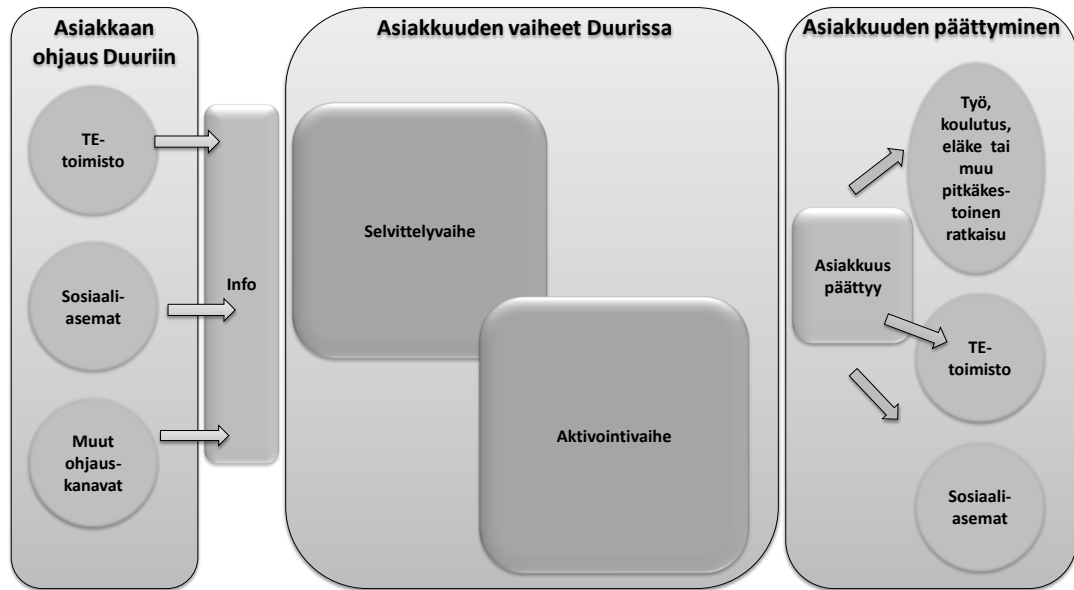 Asiakkaan
ohjaus Duuriin
TE-
toimisto
Sosiaali-
asemat
Muut
ohjaus-
kanavat
Info
Asiakkuuden vaiheet Duurissa
Selvittelyvaihe
Aktivointivaihe
Asiakkuuden päättyminen
Asiakkuus
päättyy
Työ,
koulutus,
eläke tai
muu
pitkäkes-
toinen
ratkaisu
TE-
toimisto
Sosiaali-
asemat